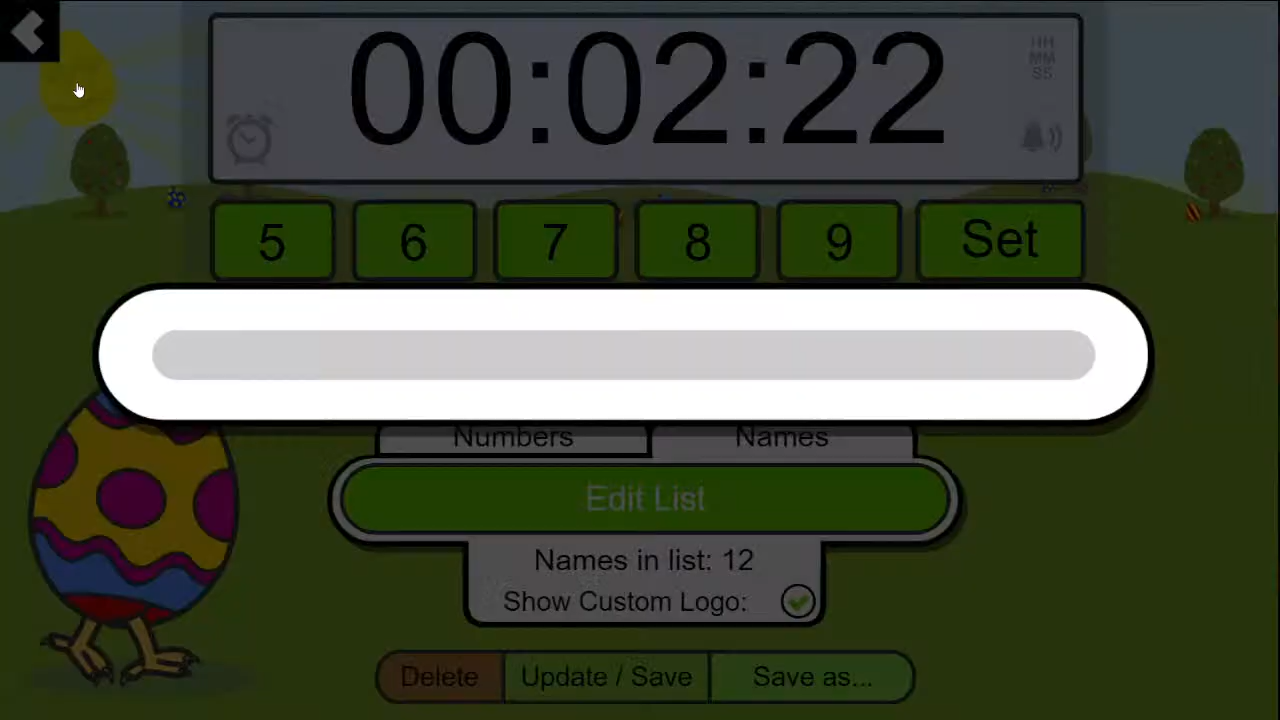 00:02:22
HH
MM
SS
5 6 7 8 9 Set
Numbers Names
Edit List
Names in list: 12
Show Custom Logo:
Delete Update / Save Save as...